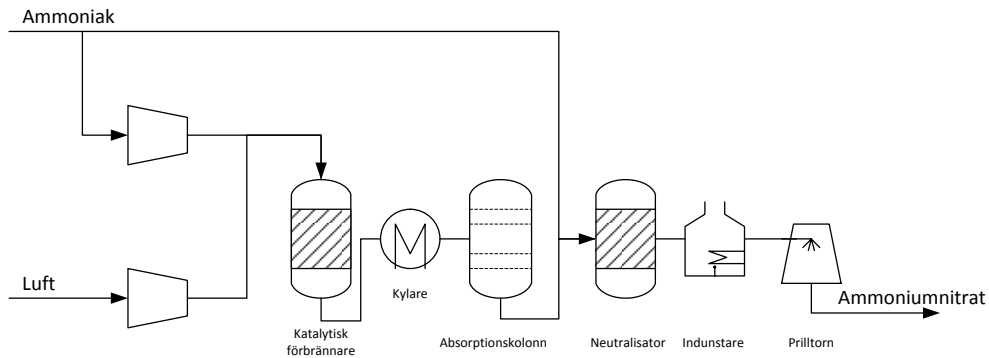 Ammoniak
Luft
Kylare
Katalytisk
förbrännare
Absorptionskolonn
Neutralisator
Indunstare
Prilltorn
Ammoniumnitrat